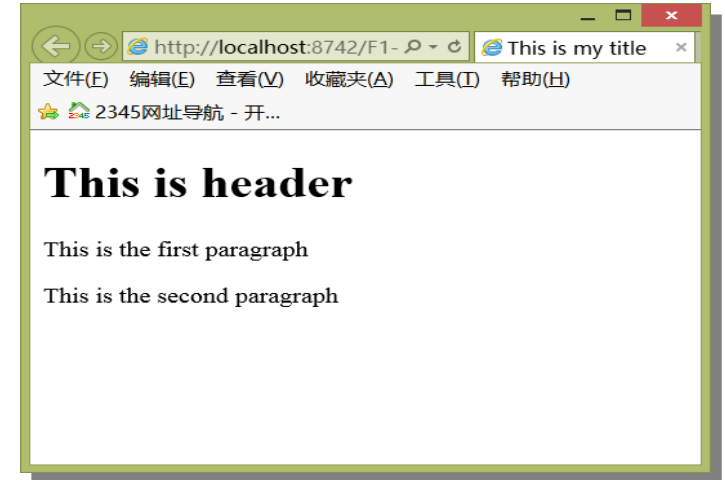 http://localhost:8742/F1-
This is my title
文件(F) 编辑(E) 查看(V) 收藏夹(A) 工具(T) 帮助(H)
2345网址导航 - 开...
This is header
This is the first paragraph
This is the second paragraph